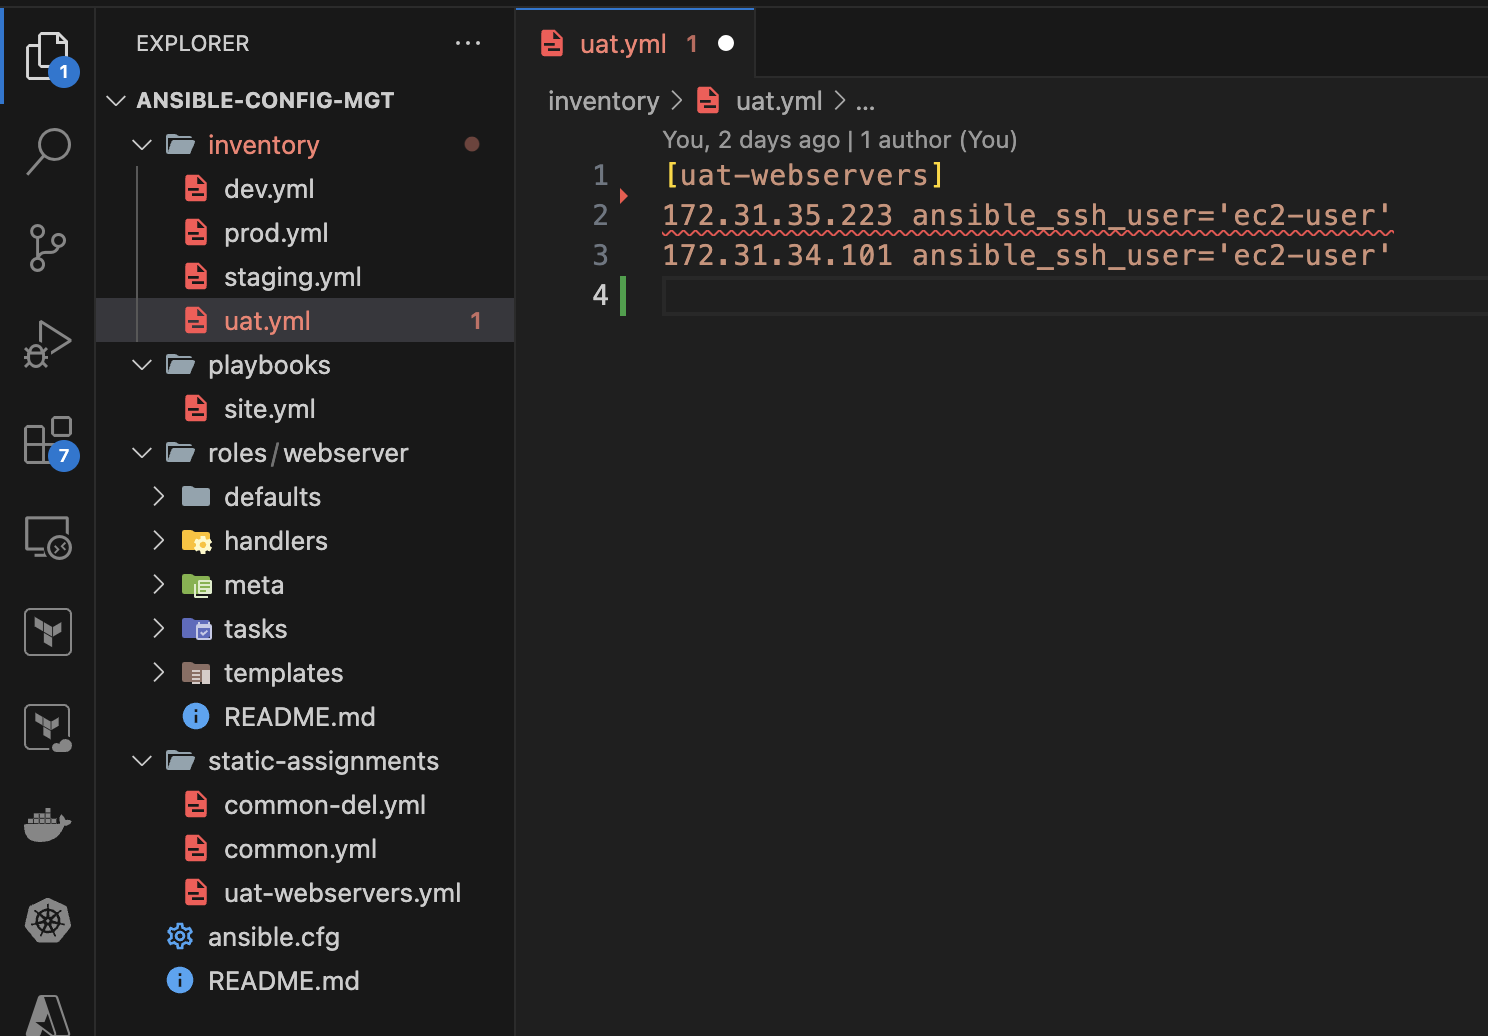 EXPLORER
ANSIBLE-CONFIG-MGT
inventory
dev.yml
prod.yml
staging.yml
uat.yml 1
playbooks
site.yml
roles/webserver
defaults
handlers
meta
tasks
templates
README.md
static-assignments
common-del.yml
common.yml
uat-webservers.yml
ansible.cfg
README.md
1
7
uat.yml 1
inventory > uat.yml > ...
You, 2 days ago | 1 author (You)
1 [uat-webservers]
2 172.31.35.223 ansible_ssh_user='ec2-user'
3 172.31.34.101 ansible_ssh_user='ec2-user'
4